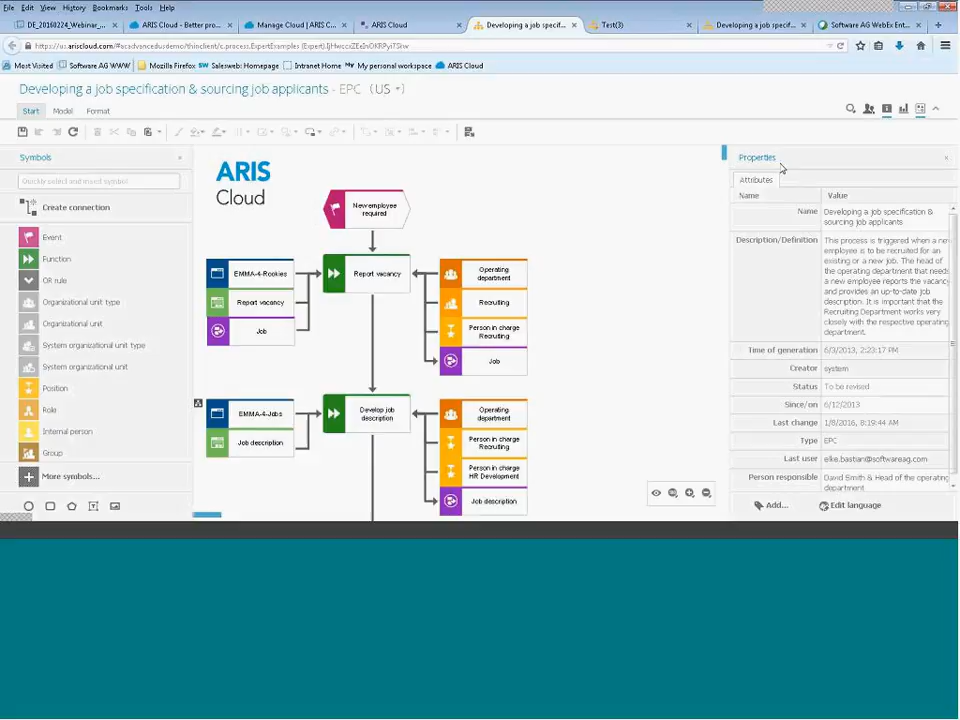 File Edit View History Bookmarks Tools Help
DE_20160224_Webinar_... × ARIS Cloud - Better pro... × Manage Cloud | ARIS C... × ARIS Cloud × Developing a job specifi... × Test(3) × Developing a job specif... × Software AG WebEx Ent... × +
Most Visited Software AG WWW Mozilla Firefox SW Salesweb: Homepage Intranet Home My personal workspace ARIS Cloud
Developing a job specification & sourcing job applicants - EPC (US)
Start Model Format
Symbols ×
Quickly select and insert symbol
Create connection
Event
Function
OR rule
Organizational unit type
Organizational unit
System organizational unit type
System organizational unit
Position
Role
Internal person
Group
More symbols...
ARIS
Cloud
New employee
required
EMMA-4-Rookies
Report vacancy
Job
Report vacancy
Operating
department
Recruiting
Person in charge
Recruiting
Job
EMMA-4-Jobs
Job description
Develop job
description
Operating
department
Person in charge
Recruiting
Person in charge
HR Development
Job description
Properties ×
Attributes
Name Value
Name Developing a job specification &
sourcing job applicants
Description/Definition This process is triggered when a new
employee is to be recruited for an
existing or a new job. The head of
the operating department that needs
a new employee reports the vacancy
and provides an up-to-date job
description. It is important that the
Recruiting Department works very
closely with the respective operating
department.
Time of generation 6/3/2013, 2:23:17 PM
Creator system
Status To be revised
Since/on 6/12/2013
Last change 1/8/2016, 8:19:44 AM
Type EPC
Last user elke.bastian@softwareag.com
Person responsible David Smith & Head of the operating
department
Add... Edit language